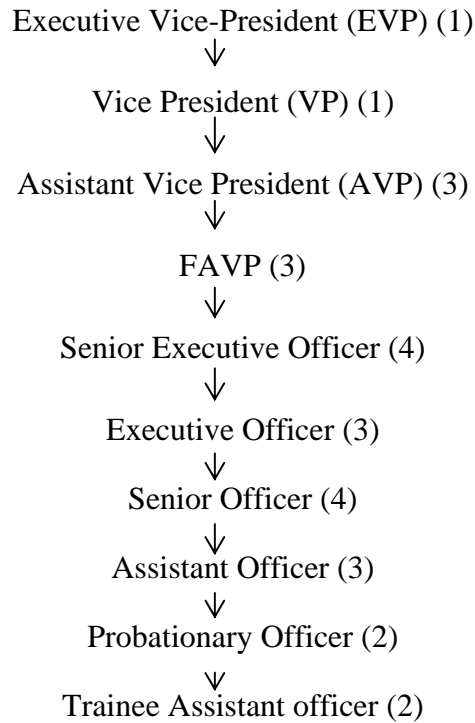 Executive Vice-President (EVP) (1)
Vice President (VP) (1)
Assistant Vice President (AVP) (3)
FAVP (3)
Senior Executive Officer (4)
Executive Officer (3)
Senior Officer (4)
Assistant Officer (3)
Probationary Officer (2)
Trainee Assistant officer (2)